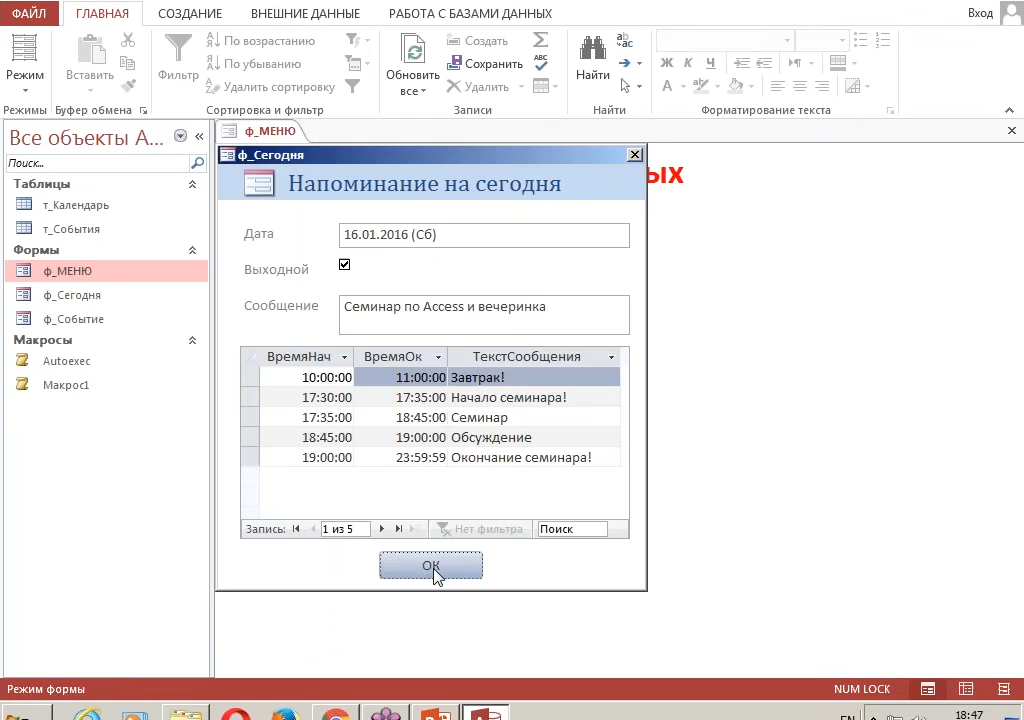 ФАЙЛ ГЛАВНАЯ СОЗДАНИЕ ВНЕШНИЕ ДАННЫЕ РАБОТА С БАЗАМИ ДАННЫХ Вход
Режим
Режимы
Вставить
Буфер обмена
Фильтр
По возрастанию
По убыванию
Удалить сортировку
Сортировка и фильтр
Обновить
все
Создать
Сохранить
Удалить
Записи
Найти
Найти
Ж К Ч
Форматирование текста
Все объекты A...
Поиск...
Таблицы
т_Календарь
т_События
Формы
ф_МЕНЮ
ф_Сегодня
ф_Событие
Макросы
Autoexec
Макрос1
ф_МЕНЮ
ых
ф_Сегодня
Напоминание на сегодня
Дата 16.01.2016 (Сб)
Выходной
Сообщение Семинар по Access и вечеринка
ВремяНач ВремяОк ТекстСообщения
10:00:00 11:00:00 Завтрак!
17:30:00 17:35:00 Начало семинара!
17:35:00 18:45:00 Семинар
18:45:00 19:00:00 Обсуждение
19:00:00 23:59:59 Окончание семинара!
Запись: 1 из 5 Нет фильтра Поиск
ОК
Режим формы NUM LOCK
EN 18:47